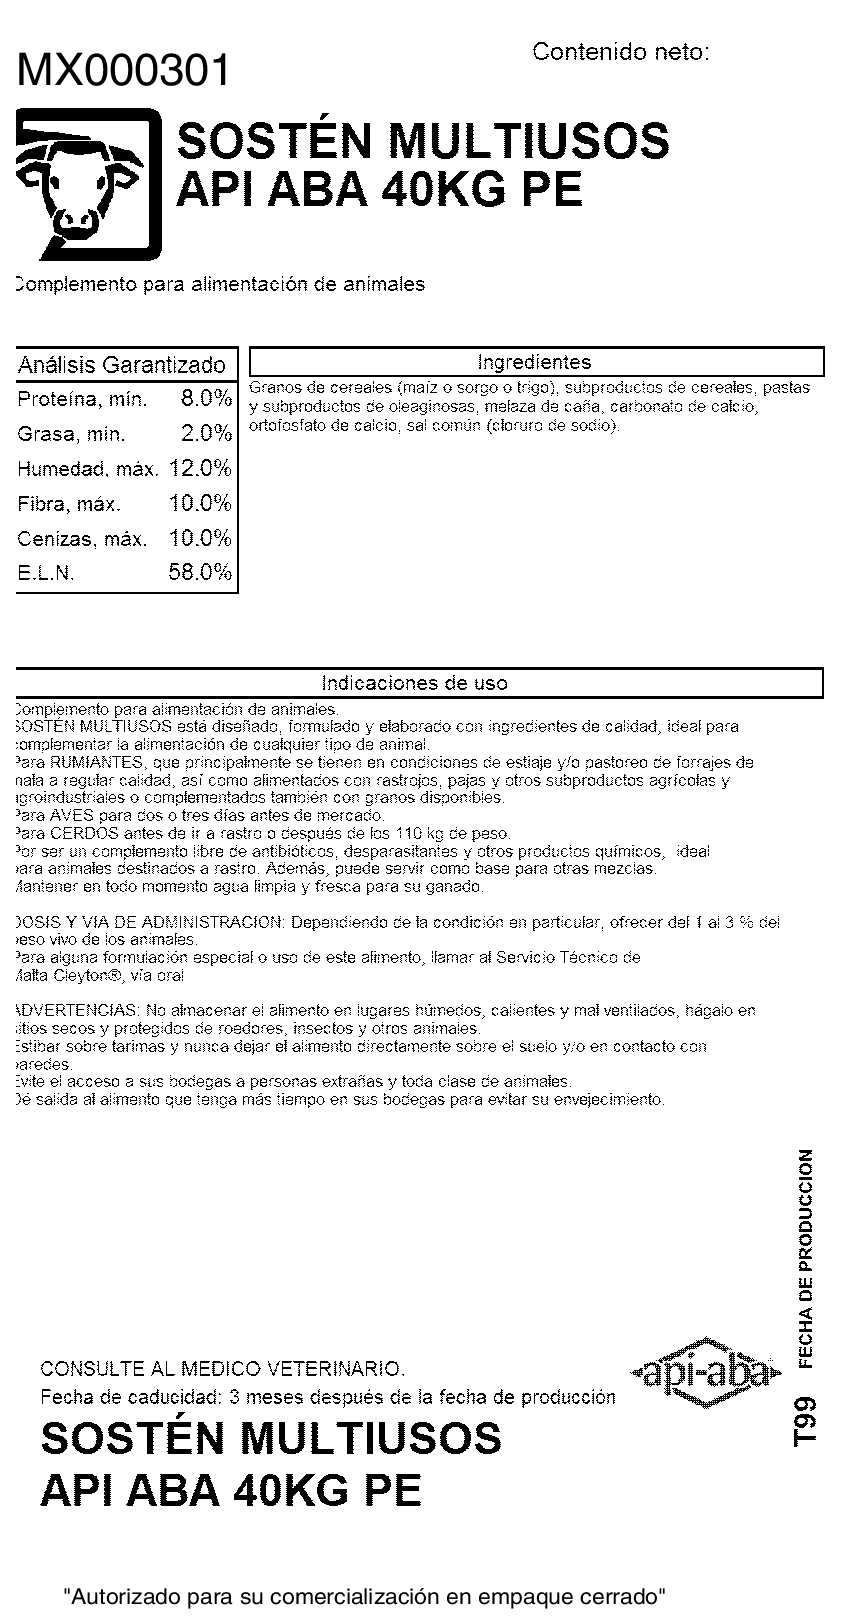 MX000301
Contenido neto:
SOSTÉN MULTIUSOS
API ABA 40KG PE
Complemento para alimentación de animales
Análisis Garantizado
Proteína, mín. 8.0%
Grasa, mín. 2.0%
Humedad, máx. 12.0%
Fibra, máx. 10.0%
Cenizas, máx. 10.0%
E.L.N. 58.0%
Ingredientes
Granos de cereales (maíz o sorgo o trigo), subproductos de cereales, pastas
y subproductos de oleaginosas, melaza de caña, carbonato de calcio,
ortofosfato de calcio, sal común (cloruro de sodio).
Indicaciones de uso
Complemento para alimentación de animales.
SOSTÉN MULTIUSOS está diseñado, formulado y elaborado con ingredientes de calidad, ideal para
complementar la alimentación de cualquier tipo de animal.
Para RUMIANTES, que principalmente se tienen en condiciones de estiaje y/o pastoreo de forrajes de
mala a regular calidad, así como alimentados con rastrojos, pajas y otros subproductos agrícolas y
agroindustriales o complementados también con granos disponibles.
Para AVES para dos o tres días antes de mercado.
Para CERDOS antes de ir a rastro o después de los 110 kg de peso.
Por ser un complemento libre de antibióticos, desparasitantes y otros productos químicos, ideal
para animales destinados a rastro. Además, puede servir como base para otras mezclas.
Mantener en todo momento agua limpia y fresca para su ganado.
DOSIS Y VIA DE ADMINISTRACION: Dependiendo de la condición en particular, ofrecer del 1 al 3 % del
peso vivo de los animales.
Para alguna formulación especial o uso de este alimento, llamar al Servicio Técnico de
Malta Cleyton®, vía oral
ADVERTENCIAS: No almacenar el alimento en lugares húmedos, calientes y mal ventilados, hágalo en
sitios secos y protegidos de roedores, insectos y otros animales.
Estibar sobre tarimas y nunca dejar el alimento directamente sobre el suelo y/o en contacto con
paredes.
Evite el acceso a sus bodegas a personas extrañas y toda clase de animales.
Dé salida al alimento que tenga más tiempo en sus bodegas para evitar su envejecimiento.
FECHA DE PRODUCCION
T99
CONSULTE AL MEDICO VETERINARIO.
api-aba
Fecha de caducidad: 3 meses después de la fecha de producción
SOSTÉN MULTIUSOS
API ABA 40KG PE
"Autorizado para su comercialización en empaque cerrado"